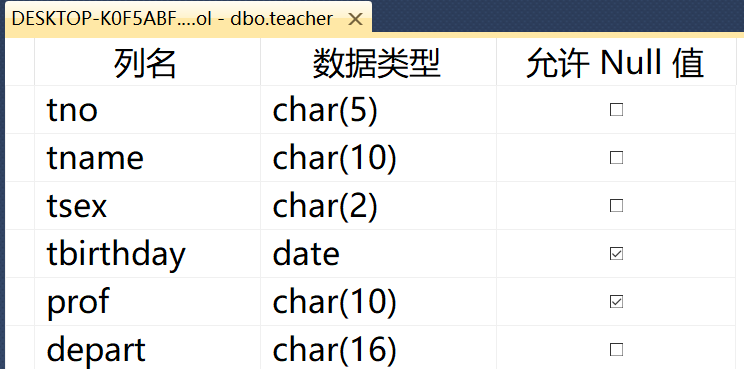 DESKTOP-K0F5ABF....ol - dbo.teacher
列名 数据类型 允许 Null 值
tno char(5)
tname char(10)
tsex char(2)
tbirthday date
prof char(10)
depart char(16)